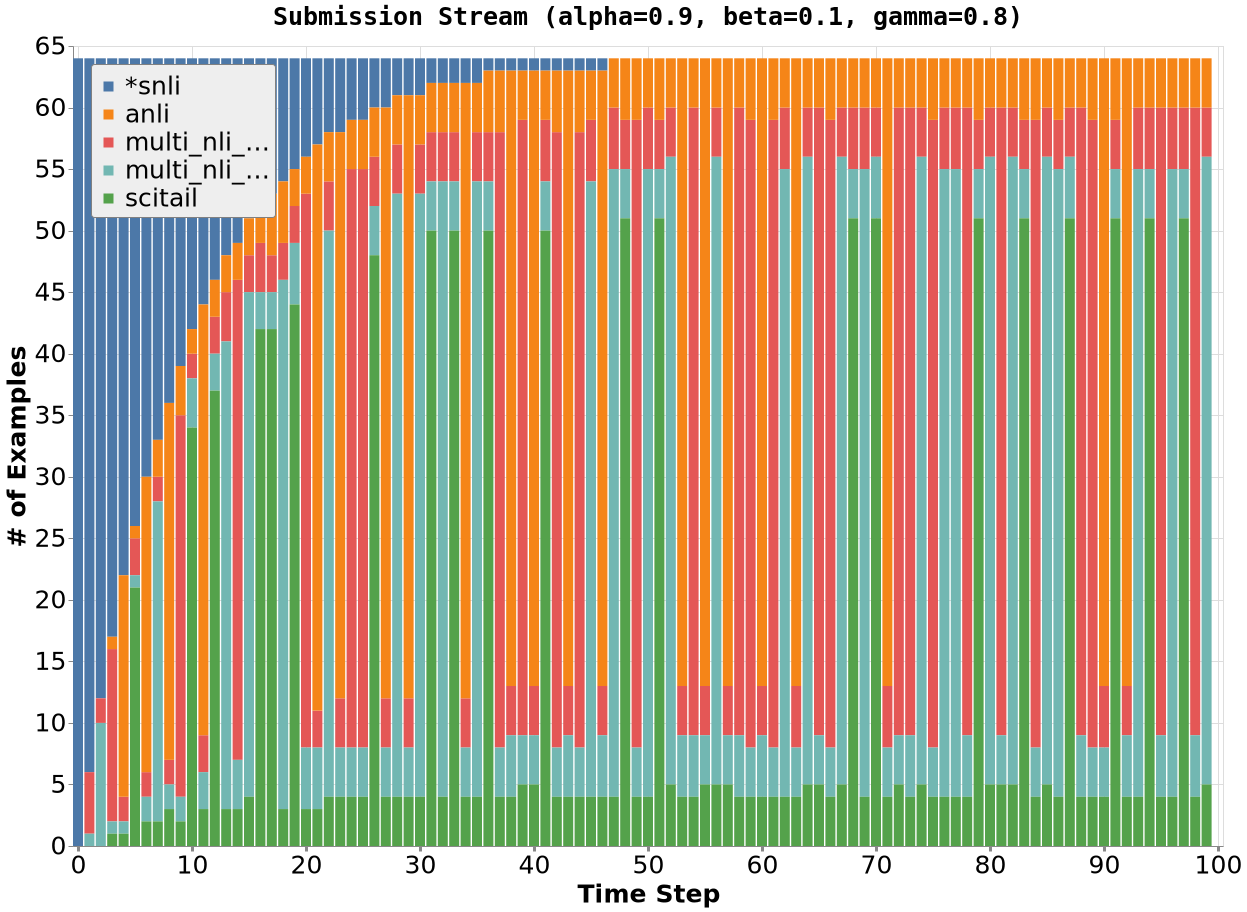 Submission Stream (alpha=0.9, beta=0.1, gamma=0.8)
65
60
55
50
45
40
35
30
25
20
15
10
5
0
# of Examples
*snli
anli
multi_nli_...
multi_nli_...
scitail
0 10 20 30 40 50 60 70 80 90 100
Time Step